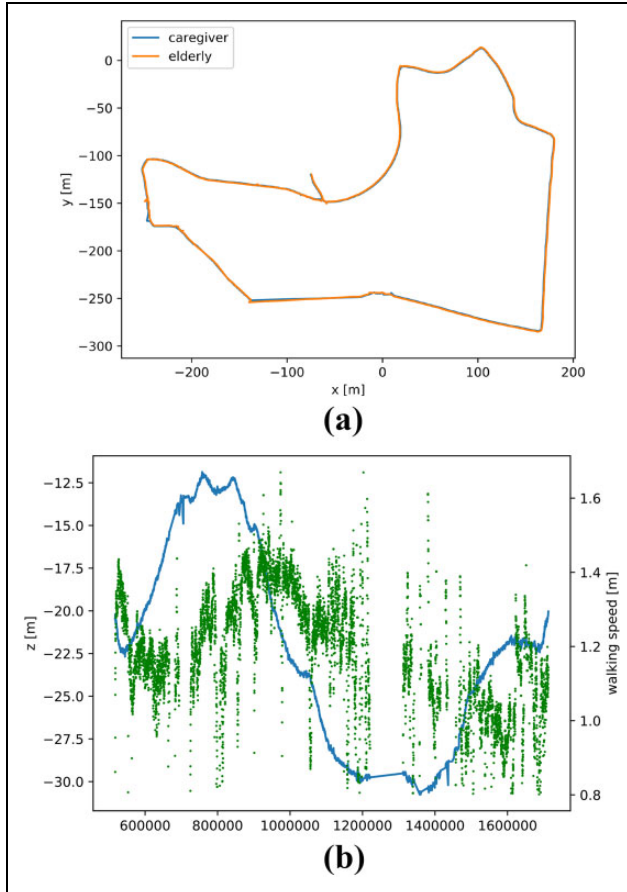 caregiver
elderly
0
−50
−100
−150
−200
−250
−300
y [m]
−200 −100 0 100 200
x [m]
(a)
−12.5
−15.0
−17.5
−20.0
−22.5
−25.0
−27.5
−30.0
z [m]
1.6
1.4
1.2
1.0
0.8
walking speed [m]
600000 800000 1000000 1200000 1400000 1600000
(b)